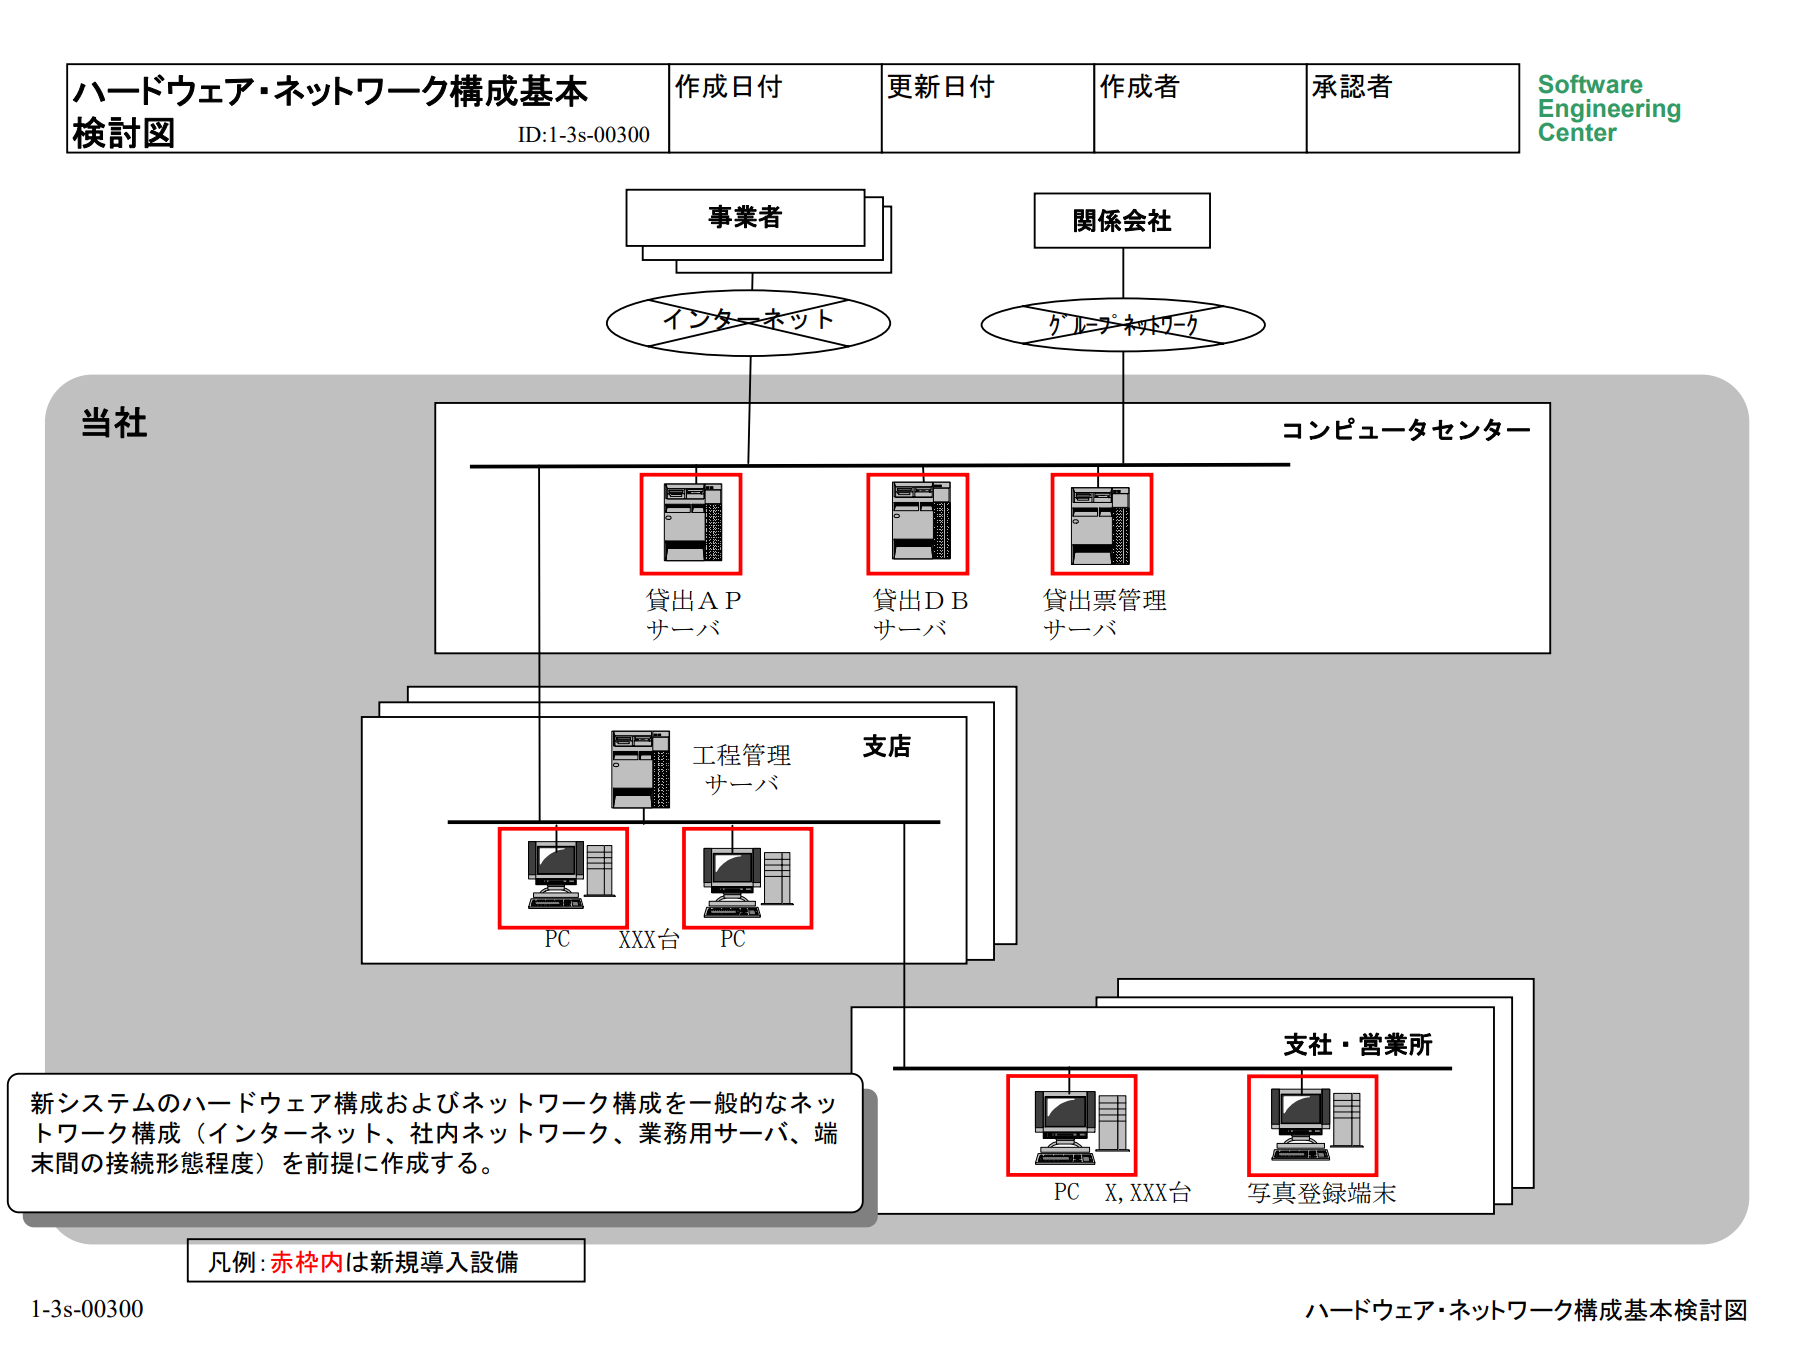 ハードウェア・ネットワーク構成基本
検討図
ID:1-3s-00300
作成日付
更新日付
作成者
承認者
Software
Engineering
Center
事業者
関係会社
インターネット
グループネットワーク
当社
コンピュータセンター
貸出ＡＰ
サーバ
貸出ＤＢ
サーバ
貸出票管理
サーバ
支店
工程管理
サーバ
PC
XXX台
PC
支社・営業所
PC
X,XXX台
写真登録端末
新システムのハードウェア構成およびネットワーク構成を一般的なネッ
トワーク構成（インターネット、社内ネットワーク、業務用サーバ、端
末間の接続形態程度）を前提に作成する。
凡例：赤枠内は新規導入設備
1-3s-00300
ハードウェア・ネットワーク構成基本検討図